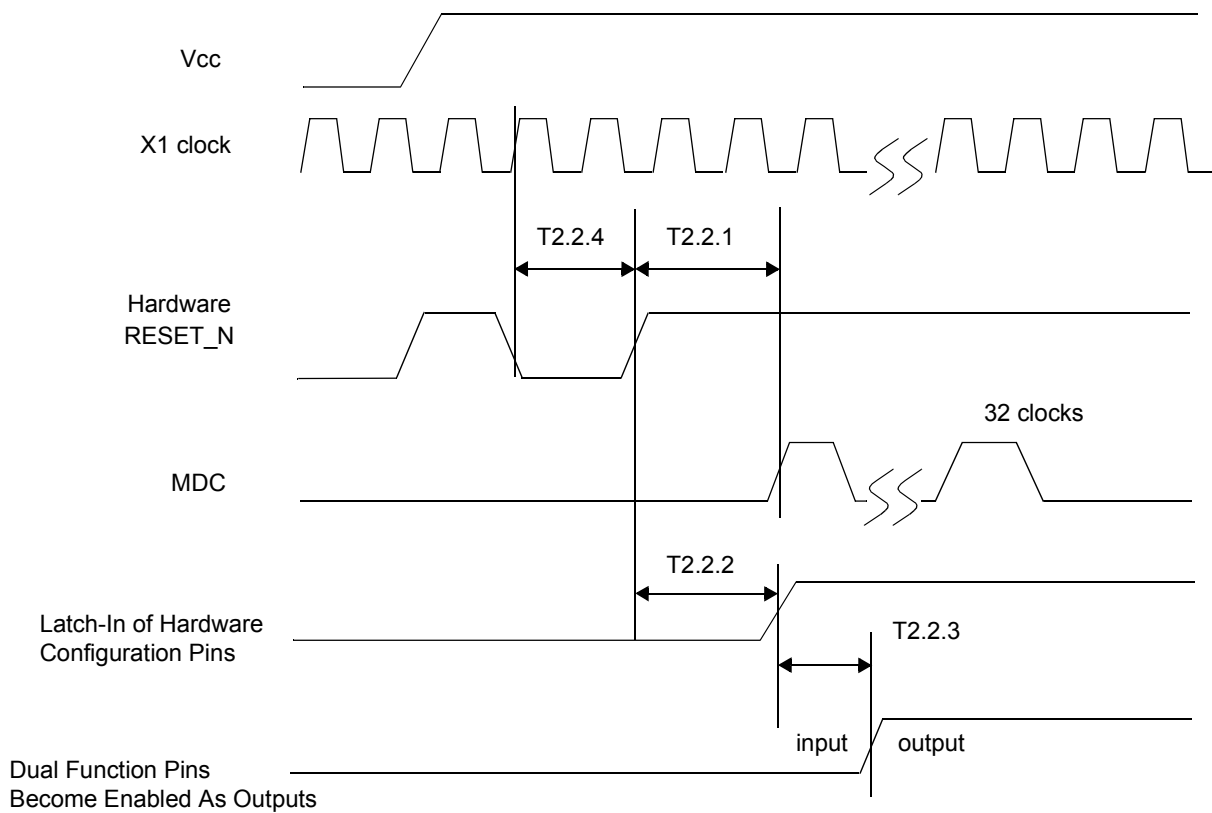 Vcc
X1 clock
T2.2.4
T2.2.1
Hardware
RESET_N
32 clocks
MDC
T2.2.2
Latch-In of Hardware
Configuration Pins
T2.2.3
input
output
Dual Function Pins
Become Enabled As Outputs